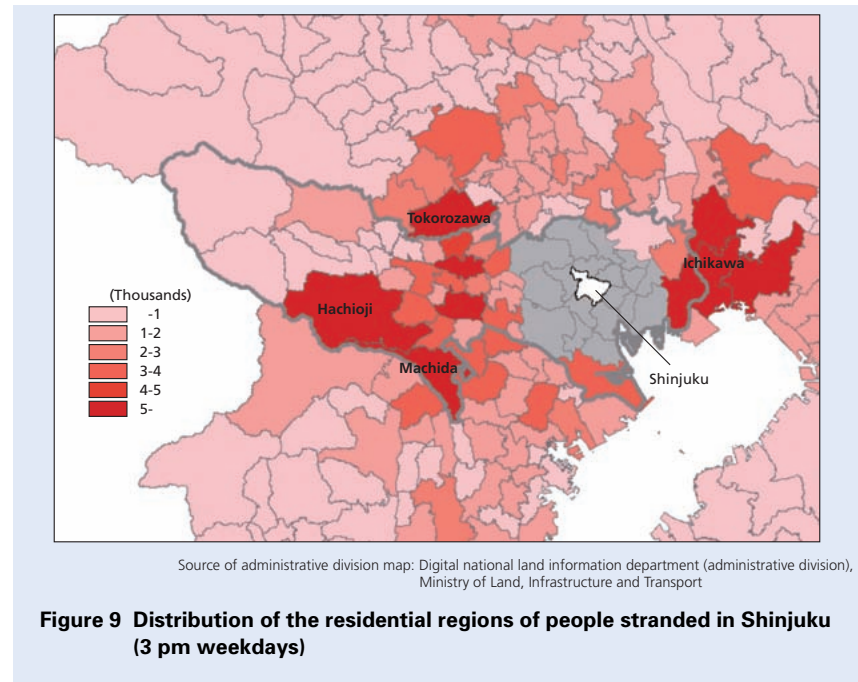 Tokorozawa
Ichikawa
(Thousands)
-1
1-2
2-3
3-4
4-5
5-
Hachioji
Machida
Shinjuku
Source of administrative division map: Digital national land information department (administrative division),
Ministry of Land, Infrastructure and Transport
Figure 9 Distribution of the residential regions of people stranded in Shinjuku
(3 pm weekdays)